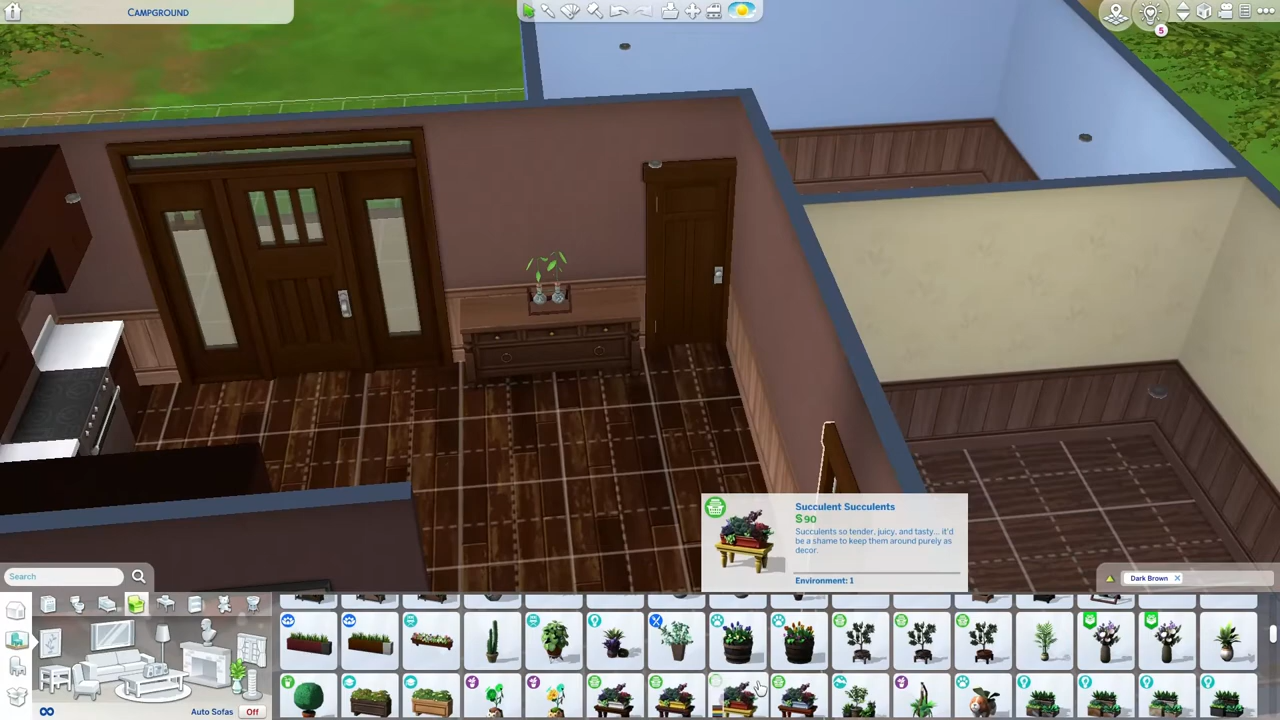 CAMPGROUND
5
Succulent Succulents
§90
Succulents so tender, juicy, and tasty... it'd
be a shame to keep them around purely as
decor.
Environment: 1
Search
Dark Brown
Auto Sofas
Off